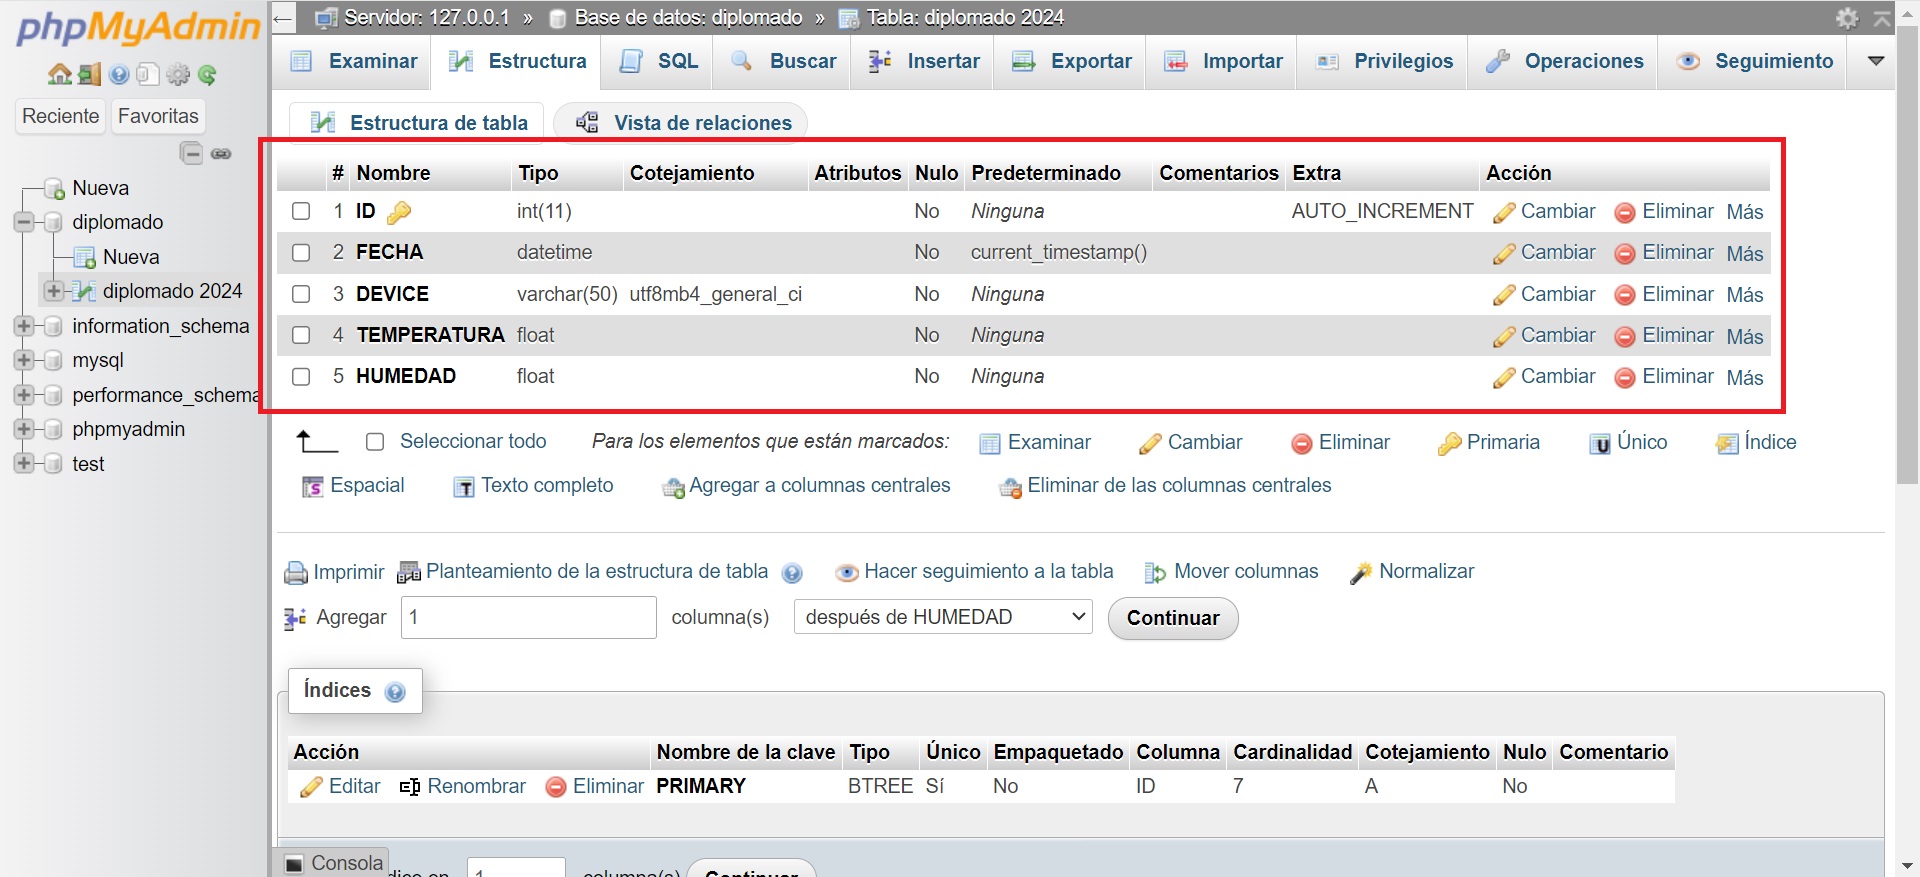 phpMyAdmin
Reciente Favoritas
Nueva
diplomado
Nueva
diplomado 2024
information_schema
mysql
performance_schema
phpmyadmin
test
Servidor: 127.0.0.1 » Base de datos: diplomado » Tabla: diplomado 2024
Examinar Estructura SQL Buscar Insertar Exportar Importar Privilegios Operaciones Seguimiento
Estructura de tabla Vista de relaciones
# Nombre Tipo Cotejamiento Atributos Nulo Predeterminado Comentarios Extra Acción
1 ID int(11) No Ninguna AUTO_INCREMENT Cambiar Eliminar Más
2 FECHA datetime No current_timestamp() Cambiar Eliminar Más
3 DEVICE varchar(50) utf8mb4_general_ci No Ninguna Cambiar Eliminar Más
4 TEMPERATURA float No Ninguna Cambiar Eliminar Más
5 HUMEDAD float No Ninguna Cambiar Eliminar Más
Seleccionar todo Para los elementos que están marcados: Examinar Cambiar Eliminar Primaria Único Índice
Espacial Texto completo Agregar a columnas centrales Eliminar de las columnas centrales
Imprimir Planteamiento de la estructura de tabla Hacer seguimiento a la tabla Mover columnas Normalizar
Agregar 1 columna(s) después de HUMEDAD Continuar
Índices
Acción Nombre de la clave Tipo Único Empaquetado Columna Cardinalidad Cotejamiento Nulo Comentario
Editar Renombrar Eliminar PRIMARY BTREE Sí No ID 7 A No
Consola
1 columna(s) Continuar